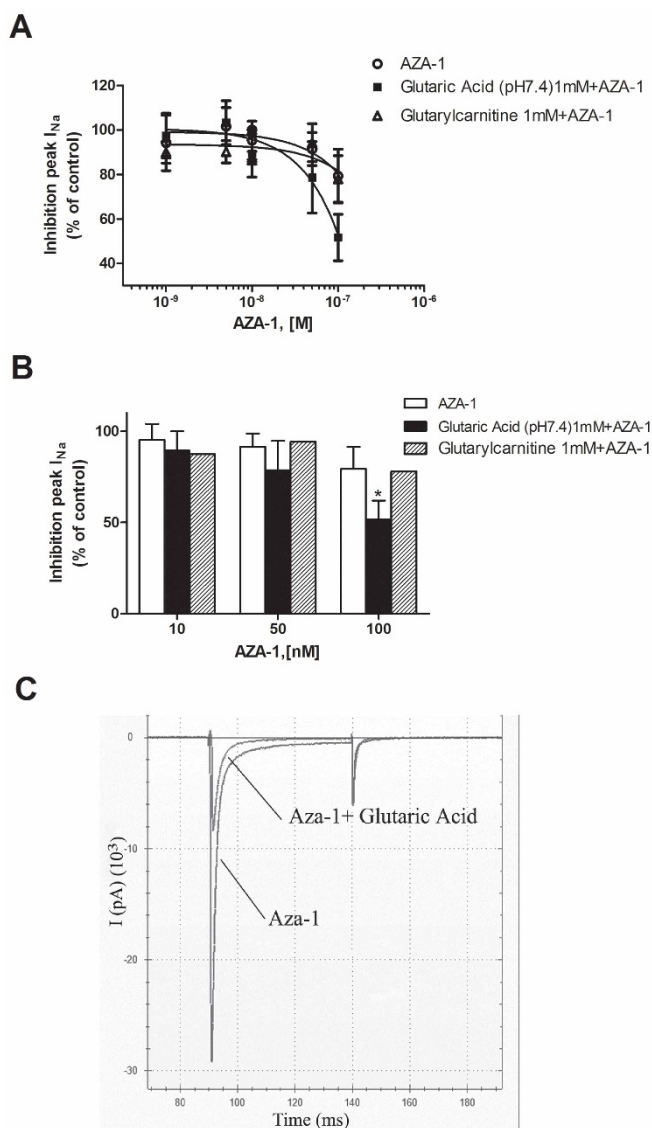 A
AZA-1
Glutaric Acid (pH7.4)1mM+AZA-1
Glutarylcarnitine 1mM+AZA-1
Inhibition peak I_Na
(% of control)
120
100
80
60
40
10^-9
10^-8
10^-7
10^-6
AZA-1, [M]
B
AZA-1
Glutaric Acid (pH7.4)1mM+AZA-1
Glutarylcarnitine 1mM+AZA-1
Inhibition peak I_Na
(% of control)
100
50
0
*
10
50
100
AZA-1,[nM]
C
I (pA) (10^3)
0
-10
-20
-30
Aza-1+ Glutaric Acid
Aza-1
80
100
120
140
160
180
Time (ms)